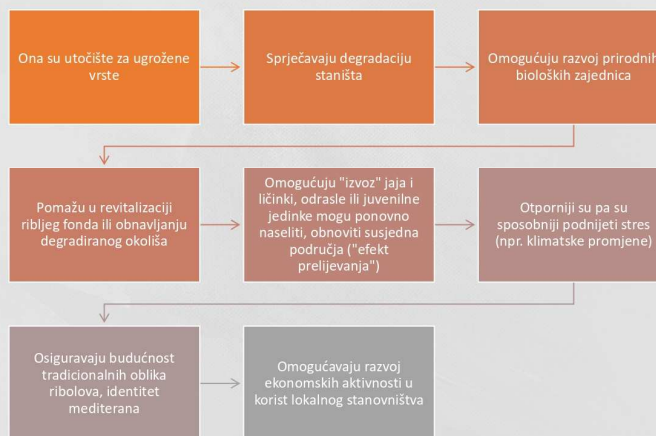 Ona su utočište za ugrožene
vrste
Sprječavaju degradaciju
staništa
Omogućuju razvoj prirodnih
bioloških zajednica
Pomažu u revitalizaciji
ribljeg fonda ili obnavljanju
degradiranog okoliša
Omogućuju "izvoz" jaja i
ličinki, odrasle ili juvenilne
jedinke mogu ponovno
naseliti, obnoviti susjedna
područja ("efekt
prelijevanja")
Otporniji su pa su
sposobniji podnijeti stres
(npr. klimatske promjene)
Osiguravaju budućnost
tradicionalnih oblika
ribolova, identitet
mediterana
Omogućavaju razvoj
ekonomskih aktivnosti u
korist lokalnog stanovništva